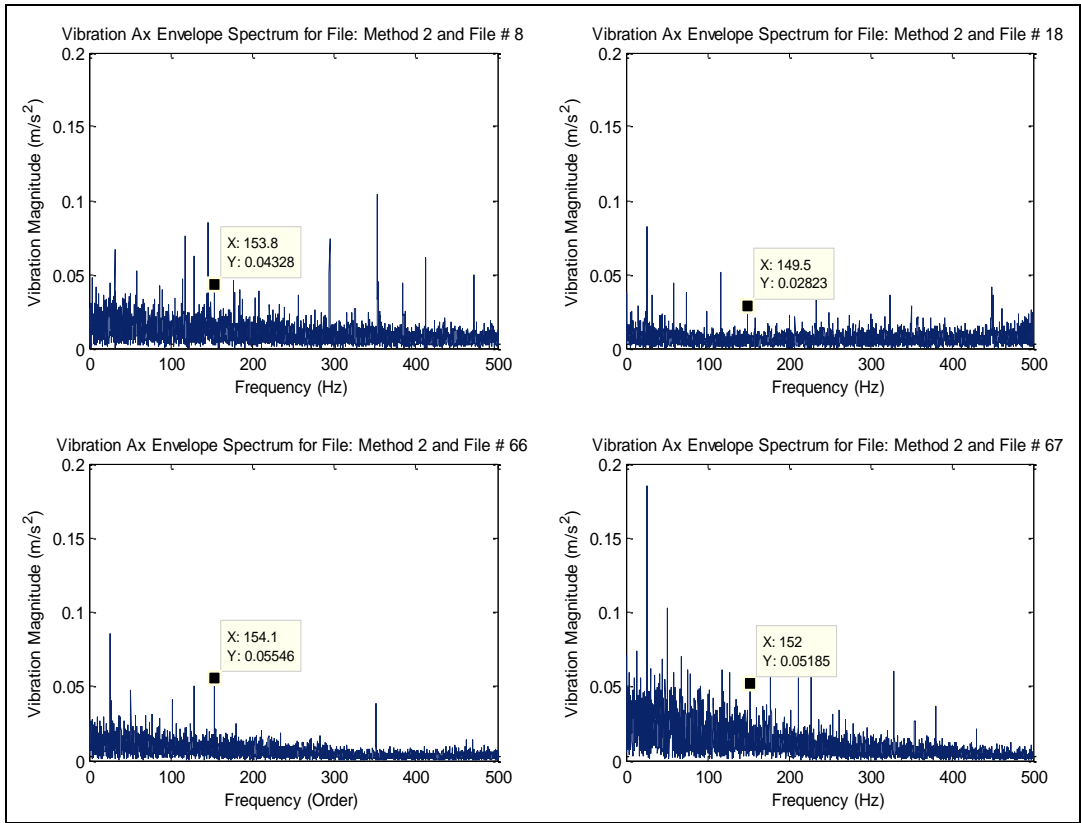 Vibration Ax Envelope Spectrum for File: Method 2 and File # 8
0.2
0.15
0.1
0.05
0
Vibration Magnitude (m/s²)
X: 153.8
Y: 0.04328
0 100 200 300 400 500
Frequency (Hz)
Vibration Ax Envelope Spectrum for File: Method 2 and File # 18
0.2
0.15
0.1
0.05
0
Vibration Magnitude (m/s²)
X: 149.5
Y: 0.02823
0 100 200 300 400 500
Frequency (Hz)
Vibration Ax Envelope Spectrum for File: Method 2 and File # 66
0.2
0.15
0.1
0.05
0
Vibration Magnitude (m/s²)
X: 154.1
Y: 0.05546
0 100 200 300 400 500
Frequency (Order)
Vibration Ax Envelope Spectrum for File: Method 2 and File # 67
0.2
0.15
0.1
0.05
0
Vibration Magnitude (m/s²)
X: 152
Y: 0.05185
0 100 200 300 400 500
Frequency (Hz)